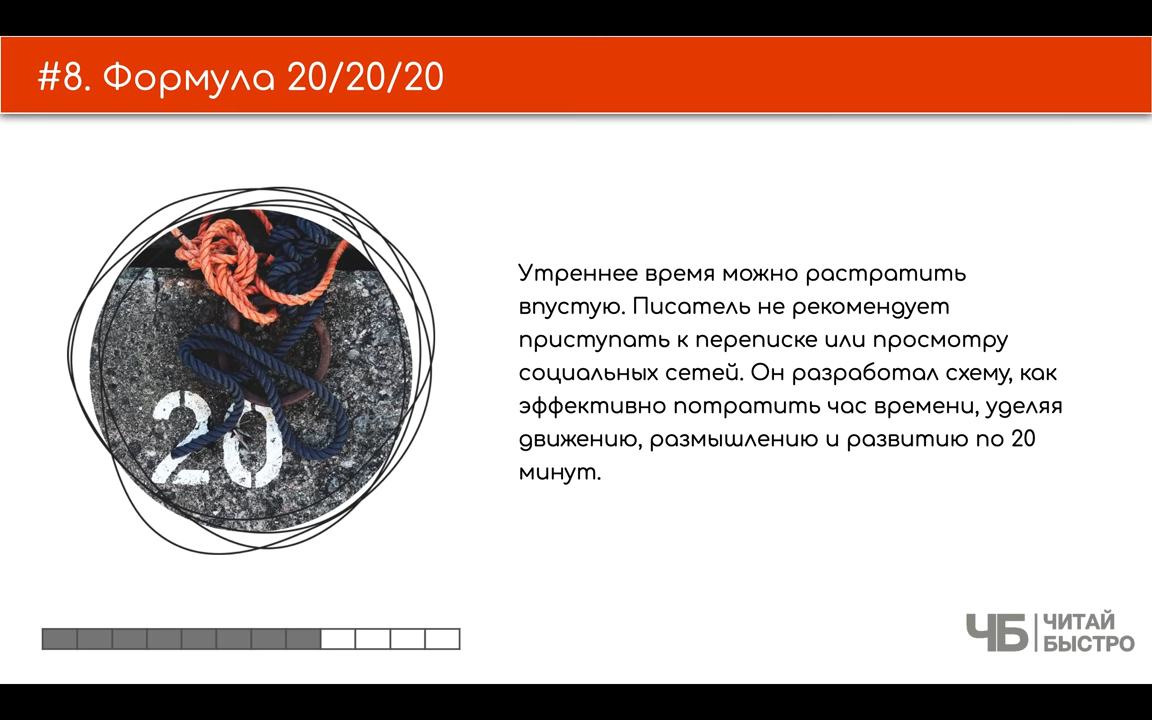 #8. Формула 20/20/20
20
Утреннее время можно растратить
впустую. Писатель не рекомендует
приступать к переписке или просмотру
социальных сетей. Он разработал схему, как
эффективно потратить час времени, уделяя
движению, размышлению и развитию по 20
минут.
ЧБ
ЧИТАЙ
БЫСТРО